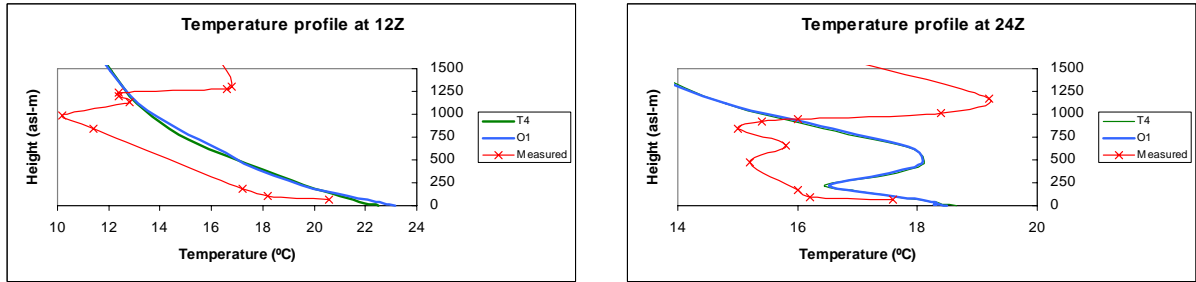 Temperature profile at 12Z
1500
1250
1000
750
500
250
0
Height (asl-m)
10 12 14 16 18 20 22 24
Temperature (ºC)
T4
O1
Measured
Temperature profile at 24Z
1500
1250
1000
750
500
250
0
Height (asl-m)
14 16 18 20
Temperature (ºC)
T4
O1
Measured